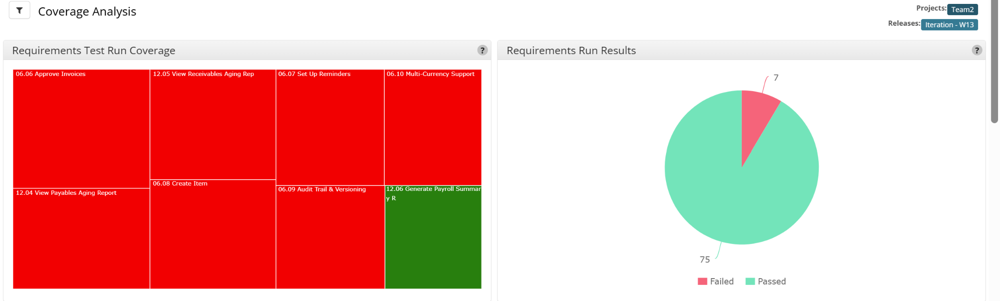 Coverage Analysis
Projects: Team2
Releases: Iteration - W13
Requirements Test Run Coverage ?
06.06 Approve Invoices
12.05 View Receivables Aging Rep
06.07 Set Up Reminders
06.10 Multi-Currency Support
12.04 View Payables Aging Report
06.08 Create Item
06.09 Audit Trail & Versioning
12.06 Generate Payroll Summar
y R
Requirements Run Results ?
7
75
Failed Passed